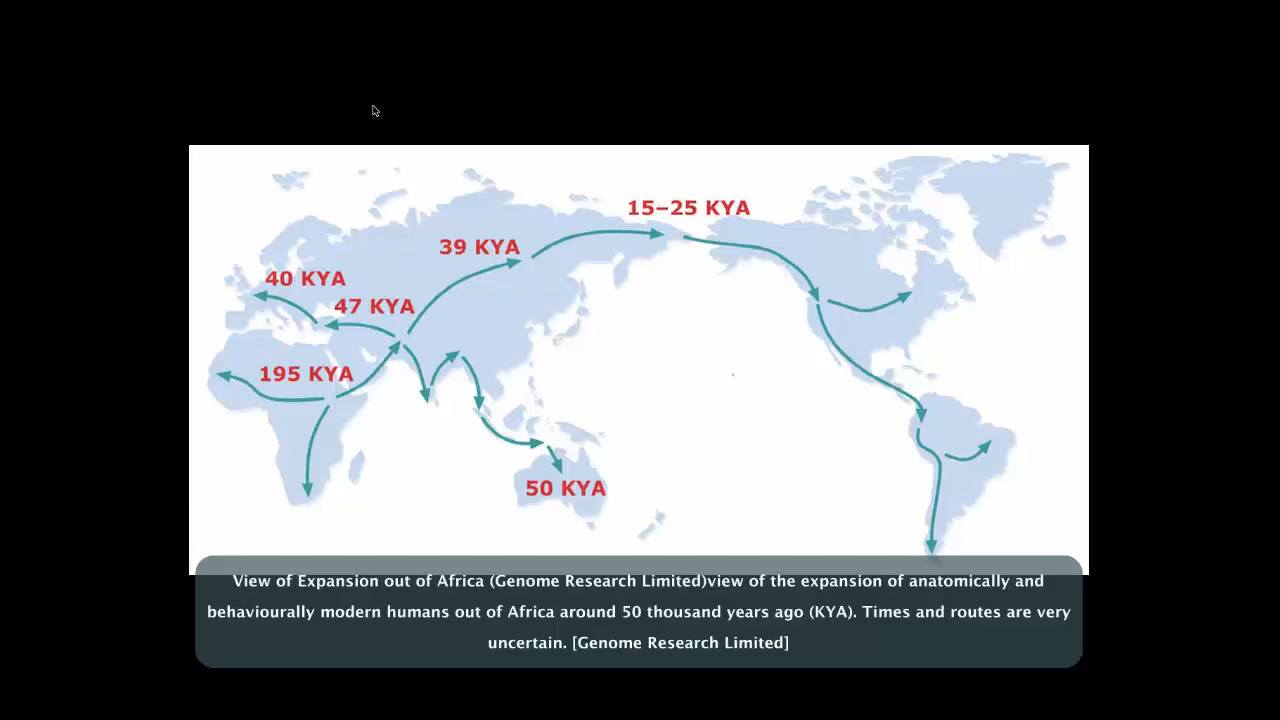 15–25 KYA
39 KYA
40 KYA
47 KYA
195 KYA
50 KYA
View of Expansion out of Africa (Genome Research Limited)view of the expansion of anatomically and
behaviourally modern humans out of Africa around 50 thousand years ago (KYA). Times and routes are very
uncertain. [Genome Research Limited]